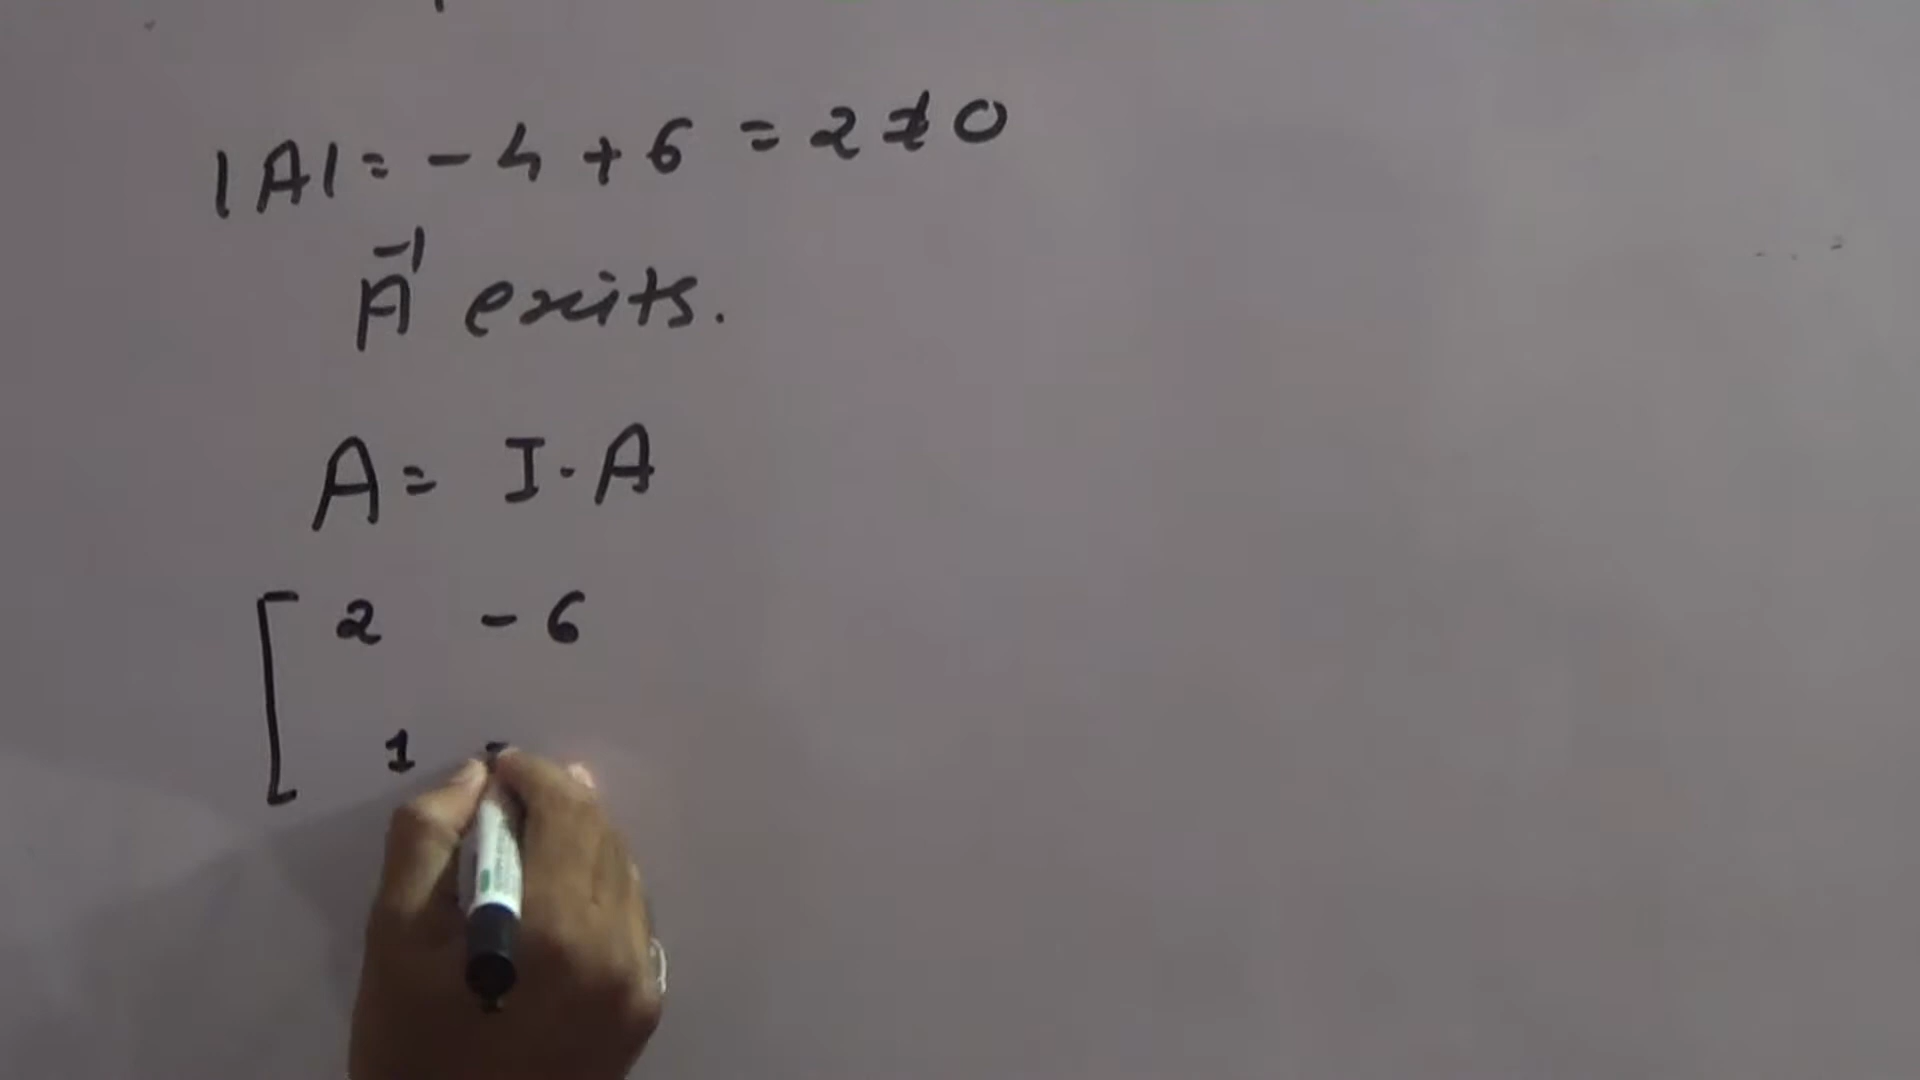 |A| = - 4 + 6 = 2 ≠ 0
A⁻¹ exits.
A = I · A
[ 2 - 6
1 -